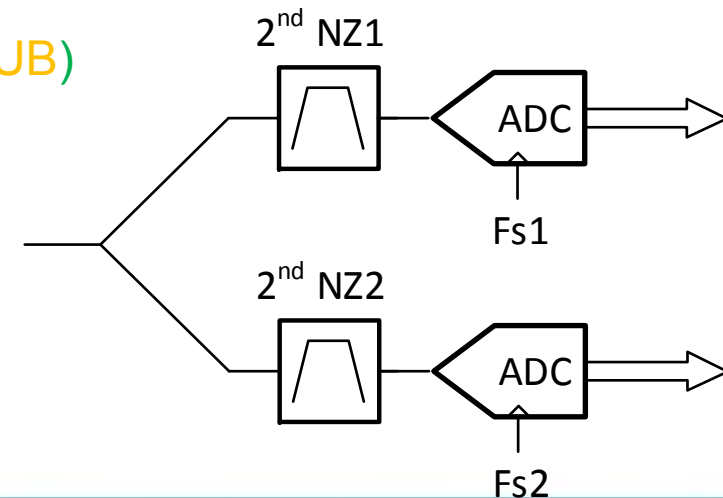 UB)
2nd NZ1
ADC
Fs1
2nd NZ2
ADC
Fs2